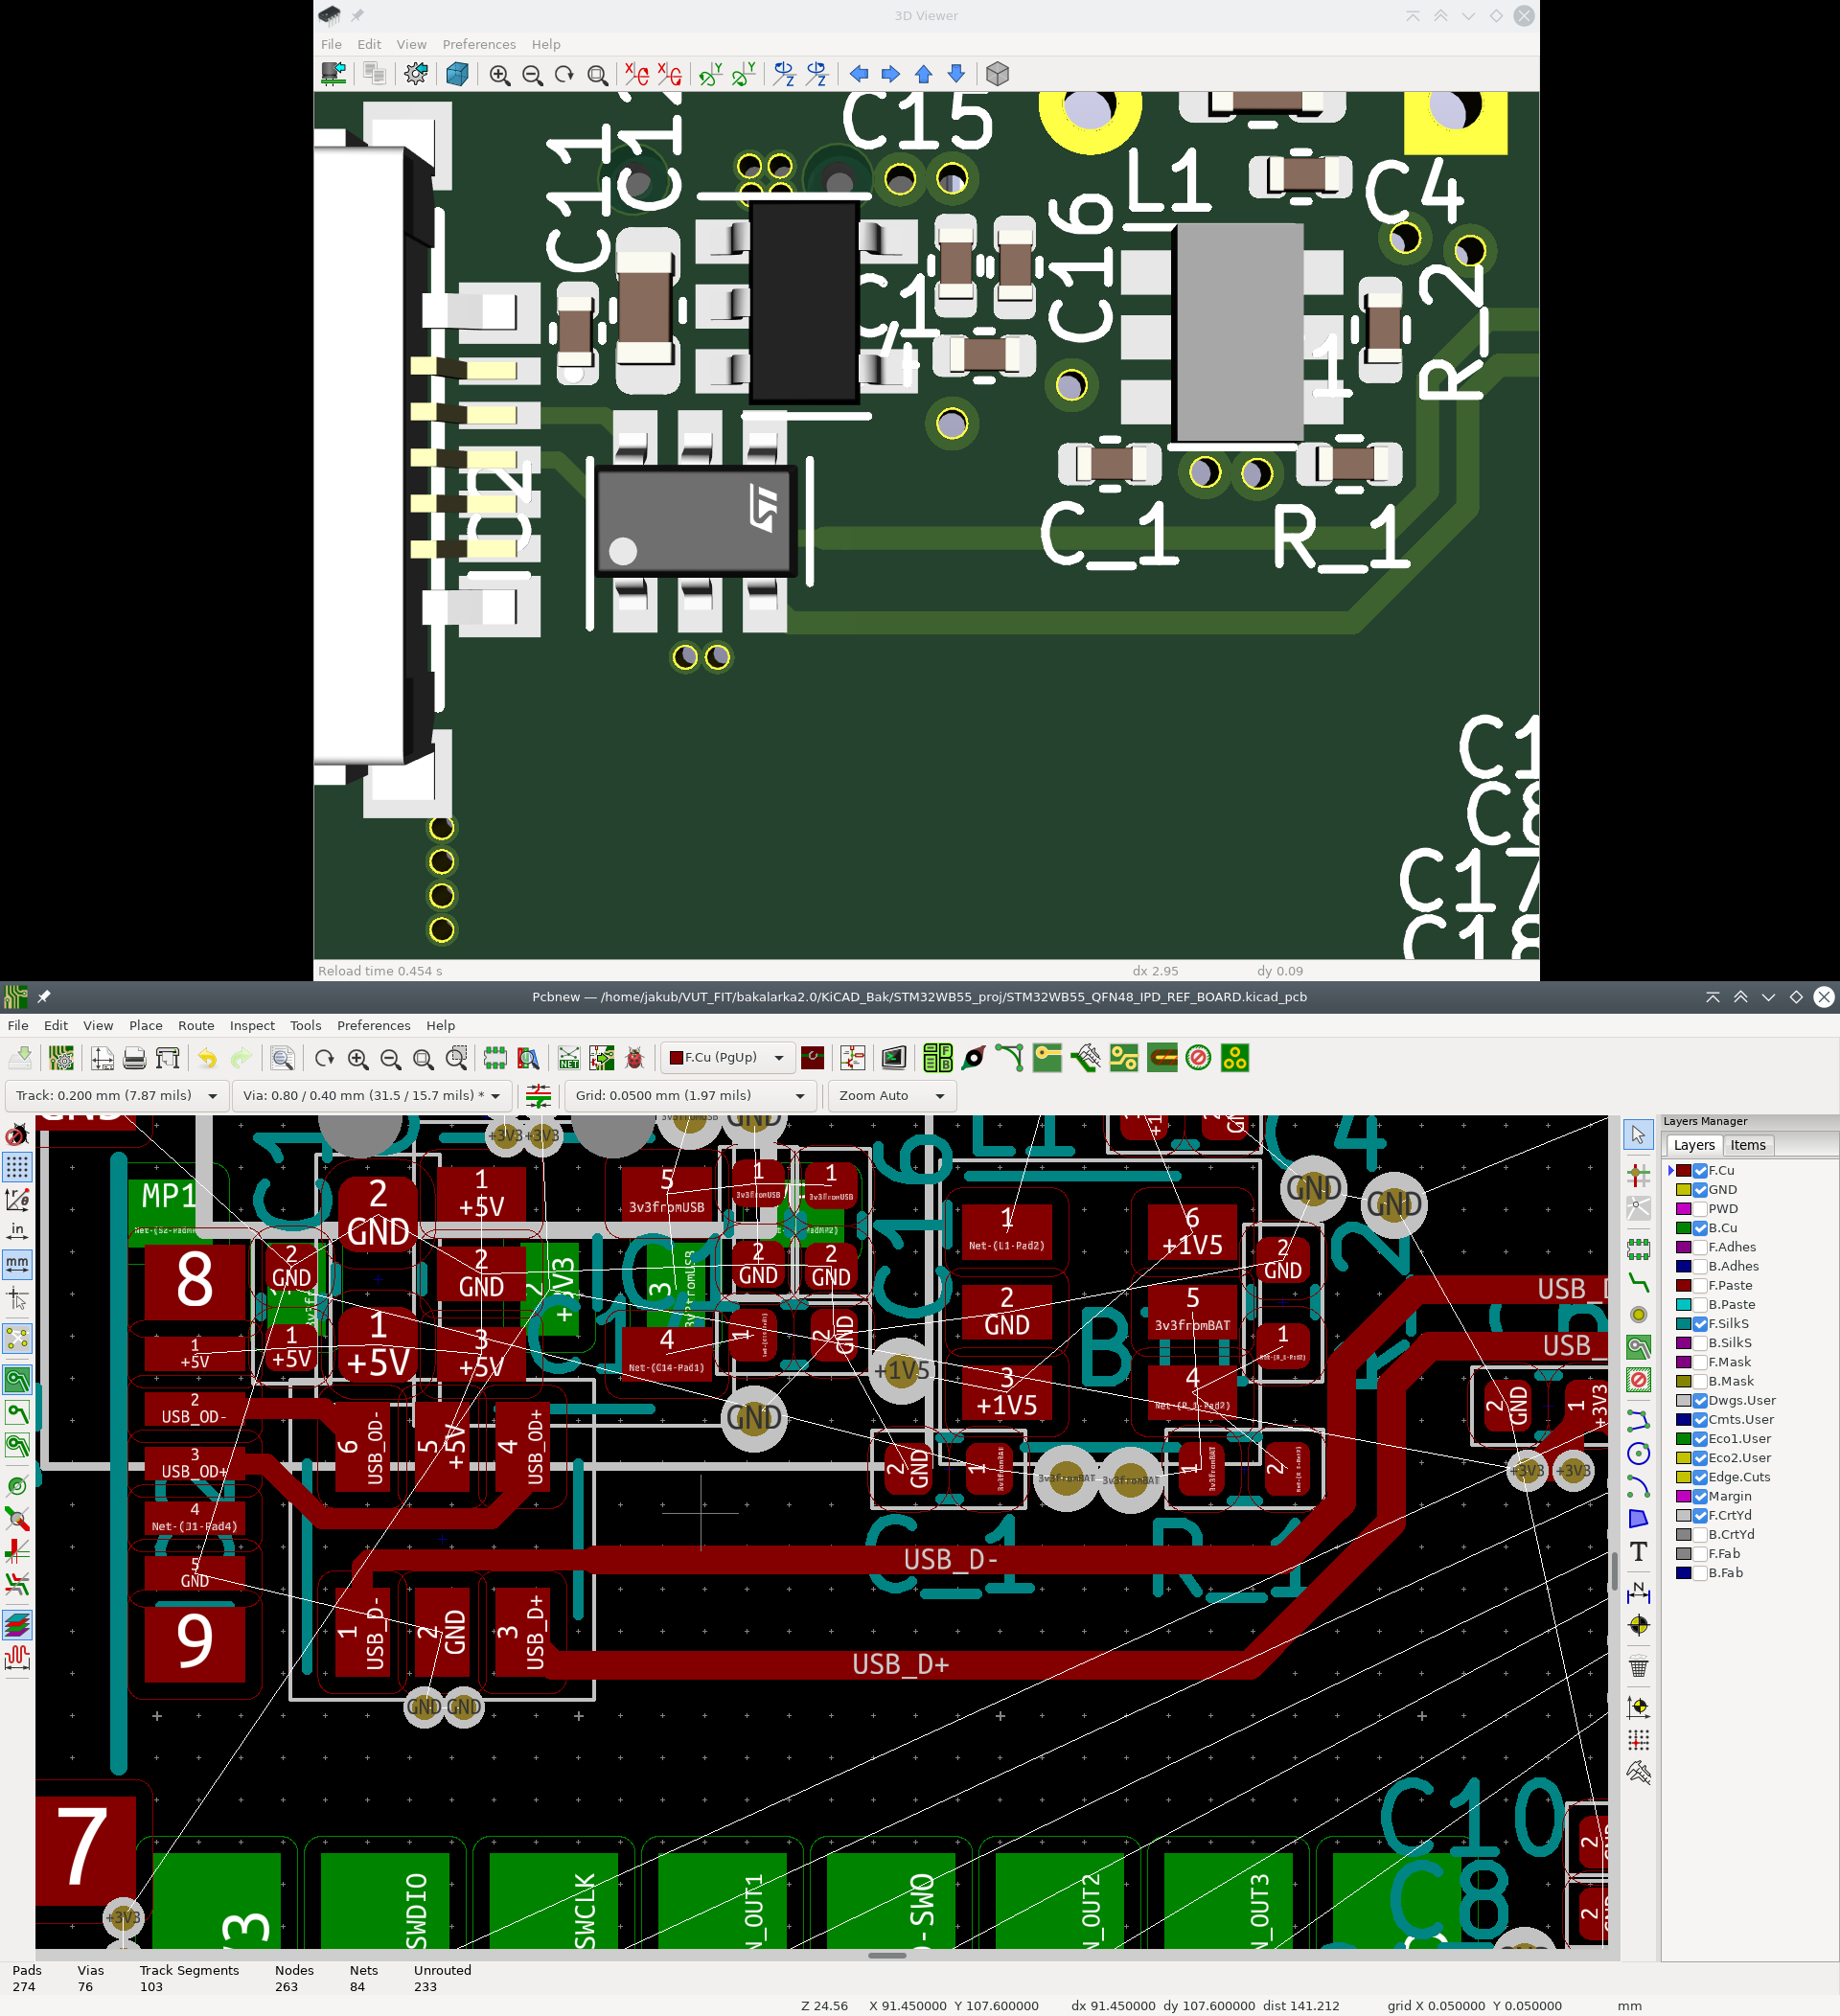 3D Viewer
File Edit View Preferences Help
C15
C11
L1
C4
C16
C1
4
R_2
1
C_1
R_1
ST
C1
C8
C17
C18
Reload time 0.454 s
dx 2.95
dy 0.09
Pcbnew — /home/jakub/VUT_FIT/bakalarka2.0/KiCAD_Bak/STM32WB55_proj/STM32WB55_QFN48_IPD_REF_BOARD.kicad_pcb
File Edit View Place Route Inspect Tools Preferences Help
F.Cu (PgUp)
Track: 0.200 mm (7.87 mils)
Via: 0.80 / 0.40 mm (31.5 / 15.7 mils) *
Grid: 0.0500 mm (1.97 mils)
Zoom Auto
Layers Manager
Layers Items
F.Cu
GND
PWD
B.Cu
F.Adhes
B.Adhes
F.Paste
B.Paste
F.SilkS
B.SilkS
F.Mask
B.Mask
Dwgs.User
Cmts.User
Eco1.User
Eco2.User
Edge.Cuts
Margin
F.CrtYd
B.CrtYd
F.Fab
B.Fab
+3V3 +3V3
GND
MP1
2
GND
1
+5V
5
3v3fromUSB
1
3v3fromUSB
1
3v3fromUSB
C16
L1
1
Net-(L1-Pad2)
6
+1V5
GND
GND
8
2
GND
2
GND
2
GND
2
GND
2
GND
2
GND
5
3v3fromBAT
1
+5V
1
+5V
1
+5V
3
+5V
4
Net-(C14-Pad1)
1
2
GND
+1V5
3
+1V5
4
Net-(R_1-Pad2)
1
2
USB_OD-
3
USB_OD+
4
Net-(J1-Pad4)
5
GND
9
6
USB_OD-
5
+5V
4
USB_OD+
GND
2
GND
1
3v3fromBAT
3v3fromBAT
1
3v3fromBAT
2
2
GND
1
+3V3
+3V3 +3V3
USB_D-
C_1
R_1
1
USB_D-
2
GND
3
USB_D+
USB_D+
GND GND
7
+3V3
SWDIO
SWCLK
C10
C8
2
2
Pads Vias Track Segments Nodes Nets Unrouted
274 76 103 263 84 233
Z 24.56
X 91.450000 Y 107.600000
dx 91.450000 dy 107.600000 dist 141.212
grid X 0.050000 Y 0.050000
mm